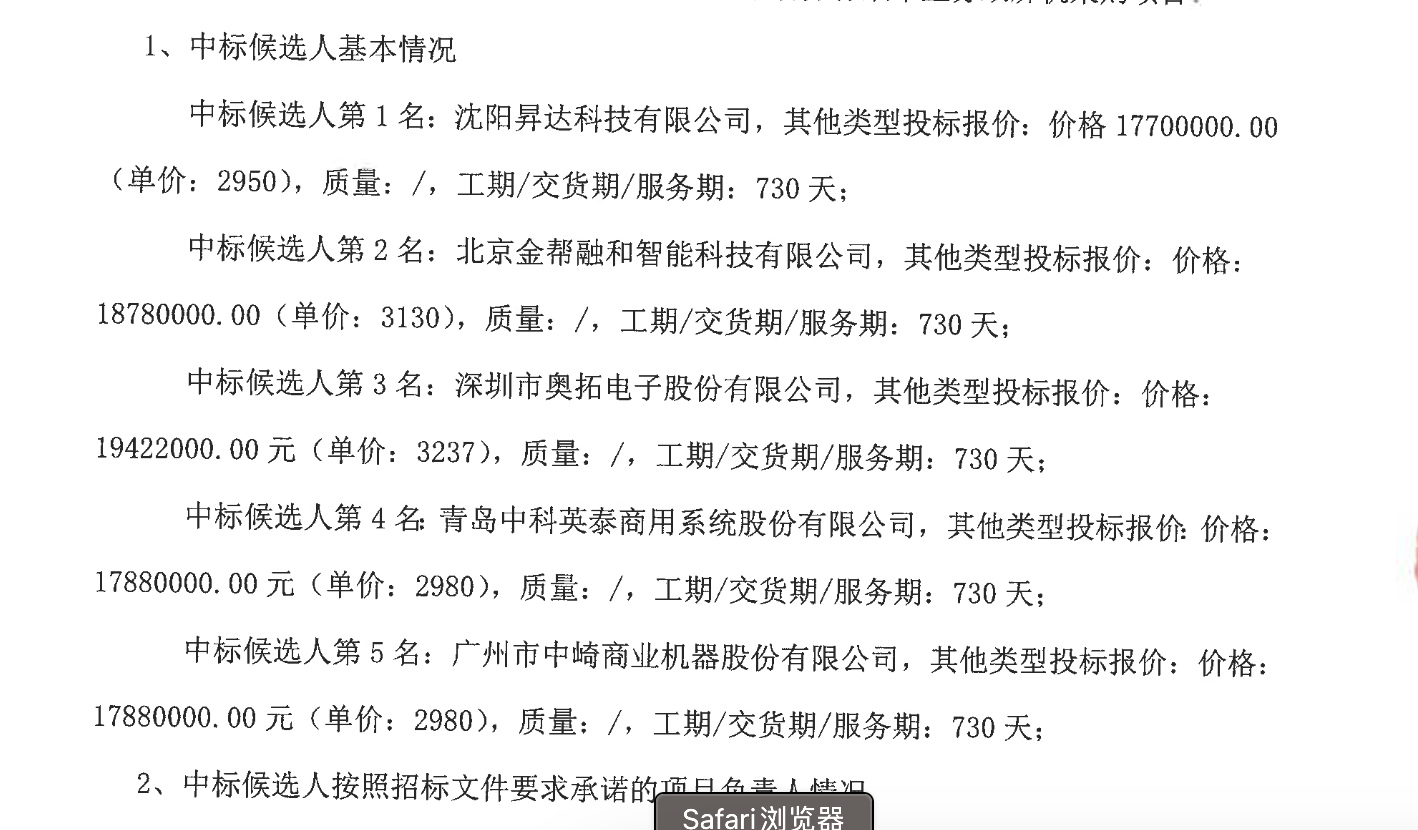 1、中标候选人基本情况
中标候选人第 1 名：沈阳昇达科技有限公司，其他类型投标报价：价格 17700000.00
（单价：2950），质量：/，工期/交货期/服务期：730 天；
中标候选人第 2 名：北京金帮融和智能科技有限公司，其他类型投标报价：价格：
18780000.00（单价：3130），质量：/，工期/交货期/服务期：730 天；
中标候选人第 3 名：深圳市奥拓电子股份有限公司，其他类型投标报价：价格：
19422000.00 元（单价：3237），质量：/，工期/交货期/服务期：730 天；
中标候选人第 4 名：青岛中科英泰商用系统股份有限公司，其他类型投标报价：价格：
17880000.00 元（单价：2980），质量：/，工期/交货期/服务期：730 天；
中标候选人第 5 名：广州市中崎商业机器股份有限公司，其他类型投标报价：价格：
17880000.00 元（单价：2980），质量：/，工期/交货期/服务期：730 天；
2、中标候选人按照招标文件要求承诺的项目负责人情况
Safari浏览器